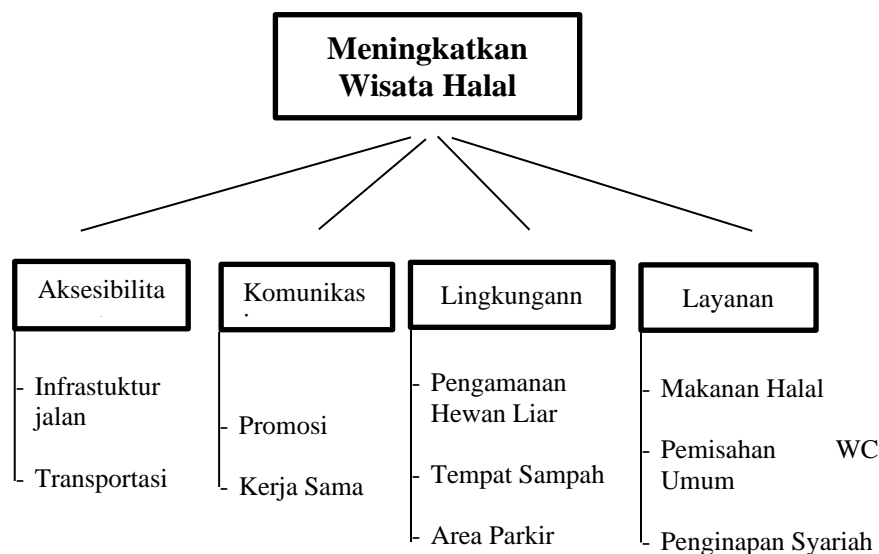 Meningkatkan
Wisata Halal
Aksesibilita
Komunikas
Lingkungann
Layanan
- Infrastuktur
jalan
- Transportasi
- Promosi
- Kerja Sama
- Pengamanan
Hewan Liar
- Tempat Sampah
- Area Parkir
- Makanan Halal
- Pemisahan WC
Umum
- Penginapan Syariah